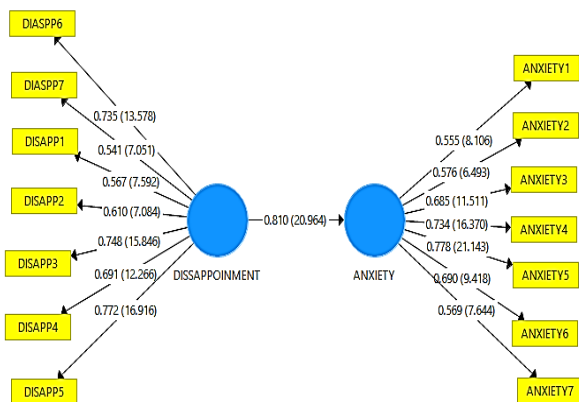 DIASPP6
DIASPP7
DISAPP1
DISAPP2
DISAPP3
DISAPP4
DISAPP5
0.735 (13.578)
0.541 (7.051)
0.567 (7.592)
0.610 (7.084)
0.748 (15.846)
0.691 (12.266)
0.772 (16.916)
DISSAPPOINMENT
0.810 (20.964)
ANXIETY
0.555 (8.106)
0.576 (6.493)
0.685 (11.511)
0.734 (16.370)
0.778 (21.143)
0.690 (9.418)
0.569 (7.644)
ANXIETY1
ANXIETY2
ANXIETY3
ANXIETY4
ANXIETY5
ANXIETY6
ANXIETY7